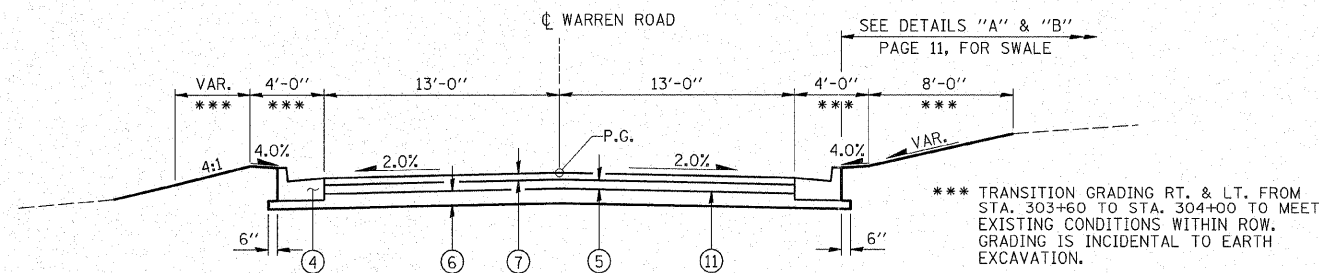 ℄ WARREN ROAD
SEE DETAILS "A" & "B"
PAGE 11, FOR SWALE
VAR. 4'-0" 13'-0" 13'-0" 4'-0" 8'-0"
*** *** *** ***
P.G.
4:1 4.0% 2.0% 2.0% 4.0% VAR.
*** TRANSITION GRADING RT. & LT. FROM
STA. 303+60 TO STA. 304+00 TO MEET
EXISTING CONDITIONS WITHIN ROW.
GRADING IS INCIDENTAL TO EARTH
EXCAVATION.
6" 4 6 7 5 11 6"